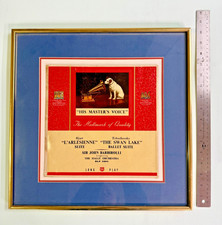 "HIS MASTER'S VOICE"
The Hallmark of Quality
Bizet
Tchaikovsky
"L'ARLESIENNE"
SUITE
"THE SWAN LAKE"
BALLET SUITE
SIR JOHN BARBIROLLI
THE HALLÉ ORCHESTRA
LONG PLAY